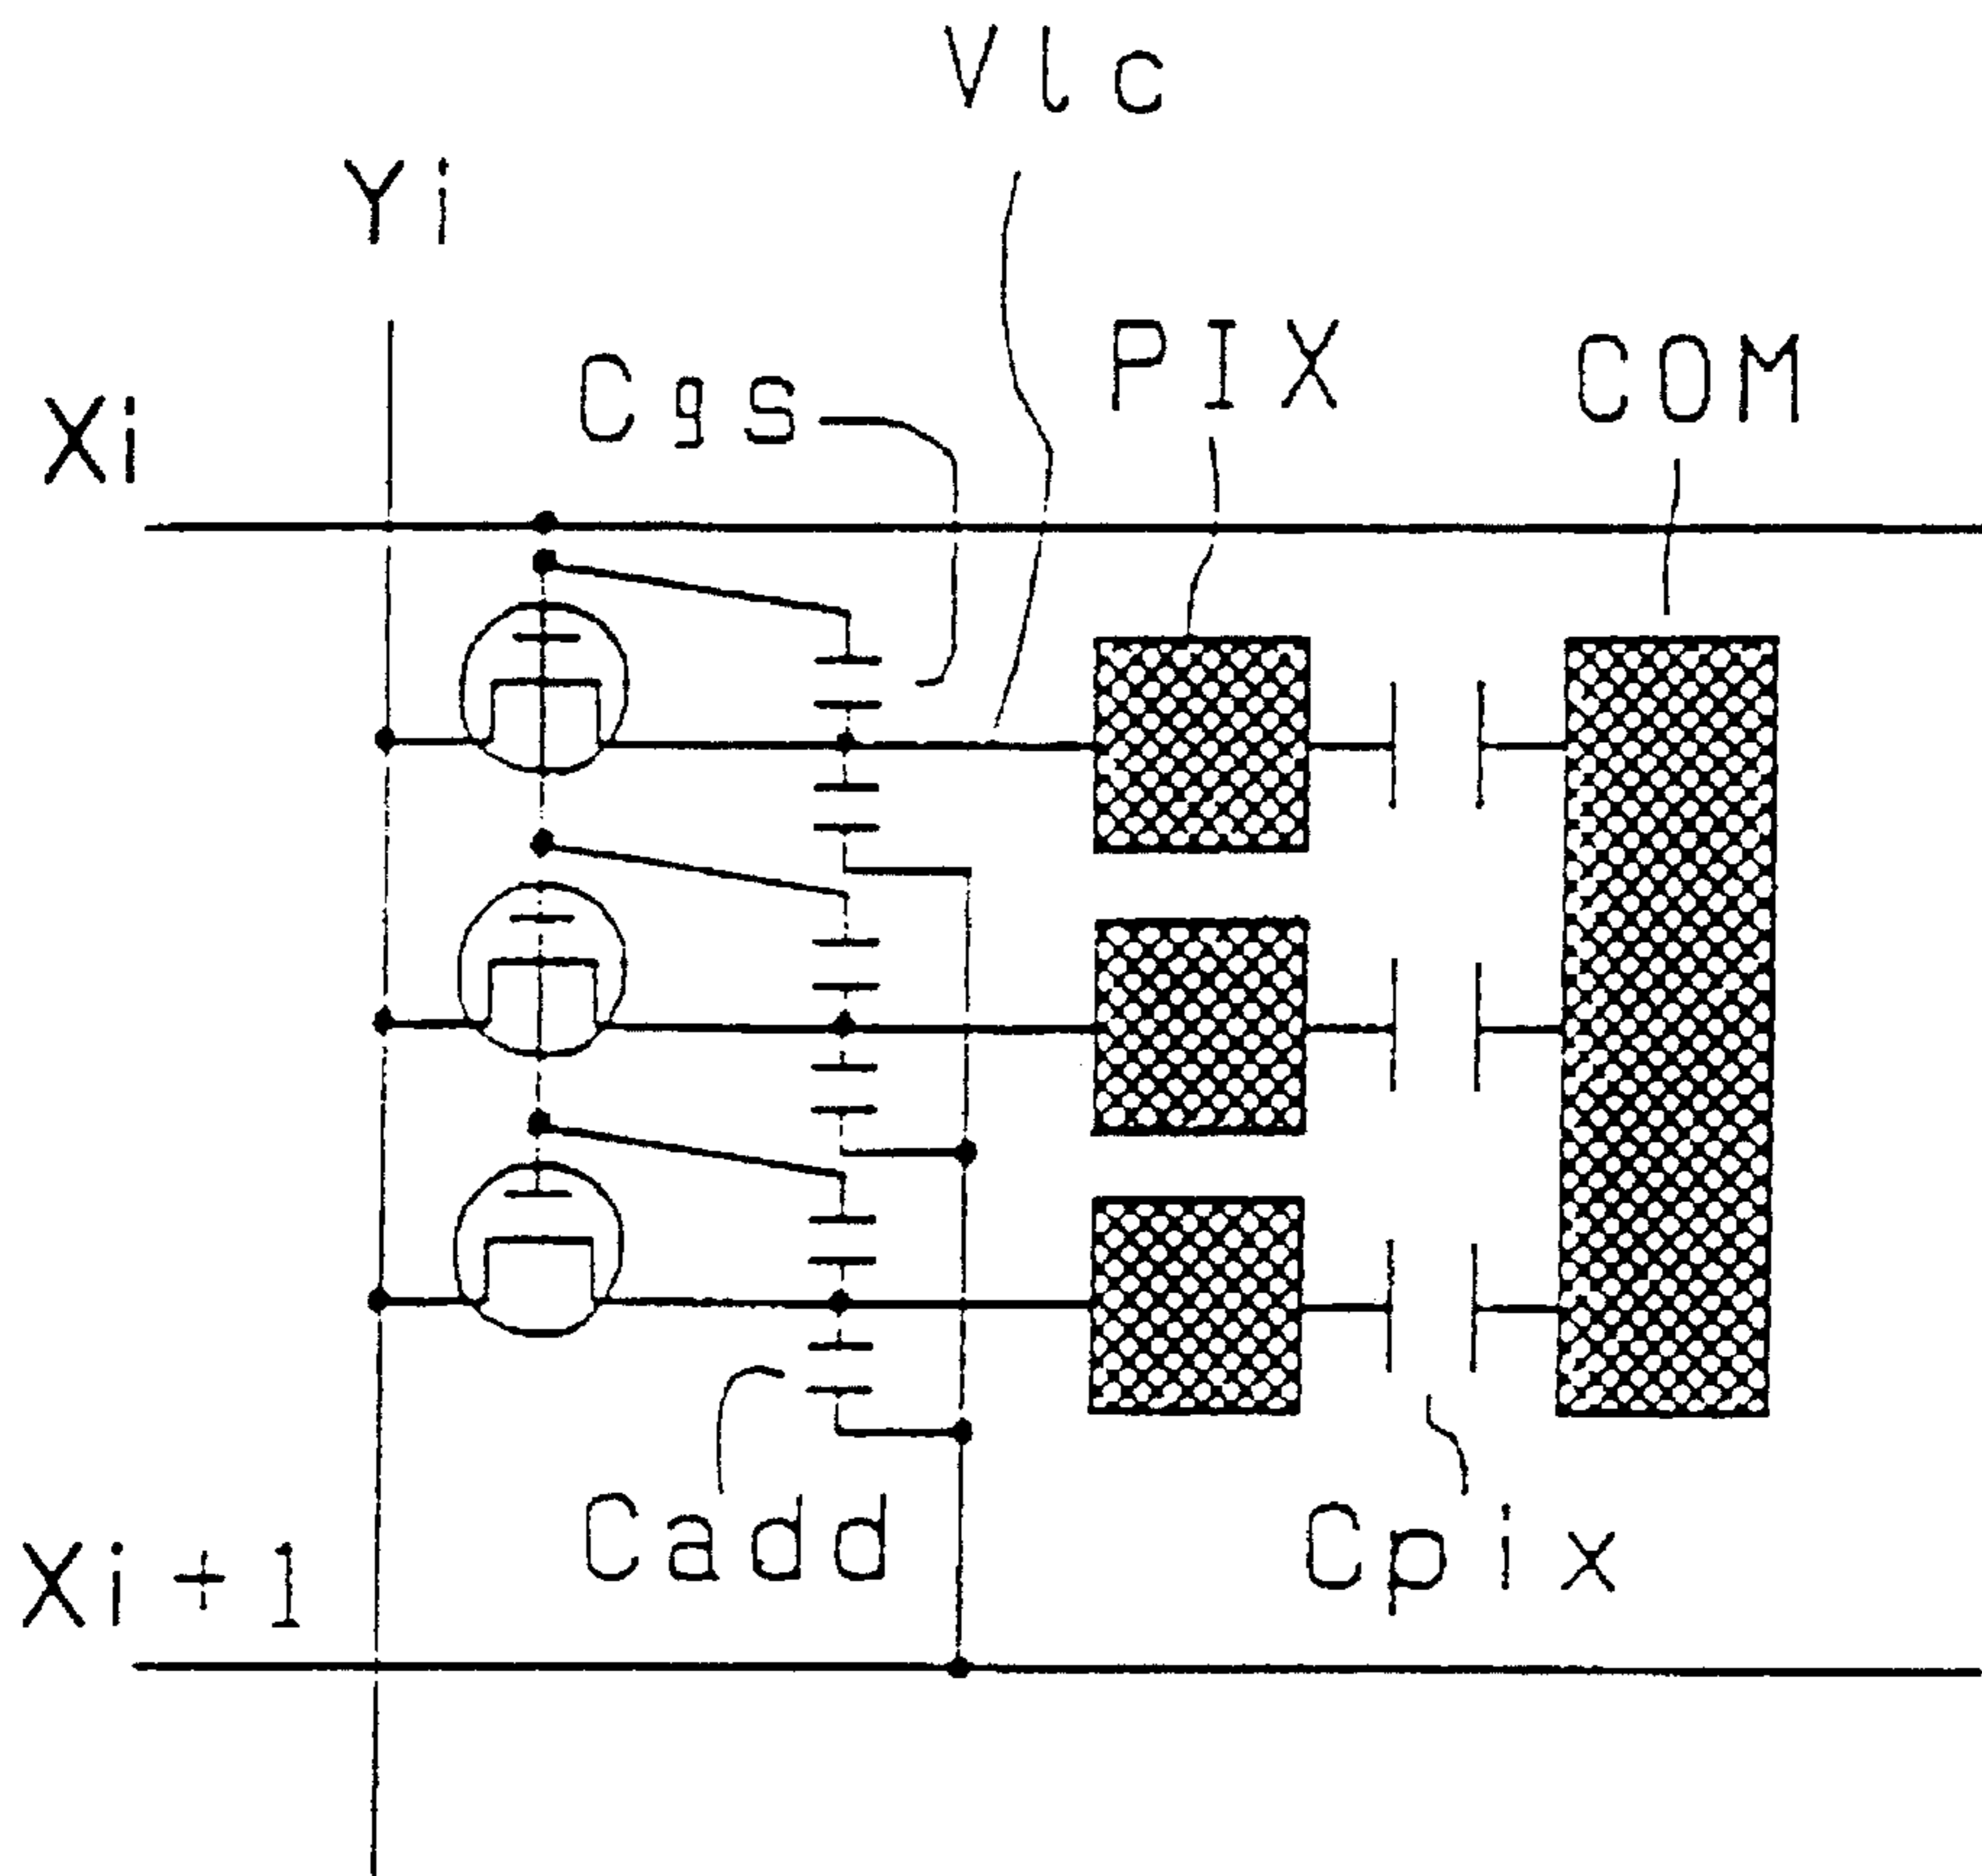 Vlc
Yi
Cgs
PIX
COM
Xi
Cadd
Cpix
Xi+1